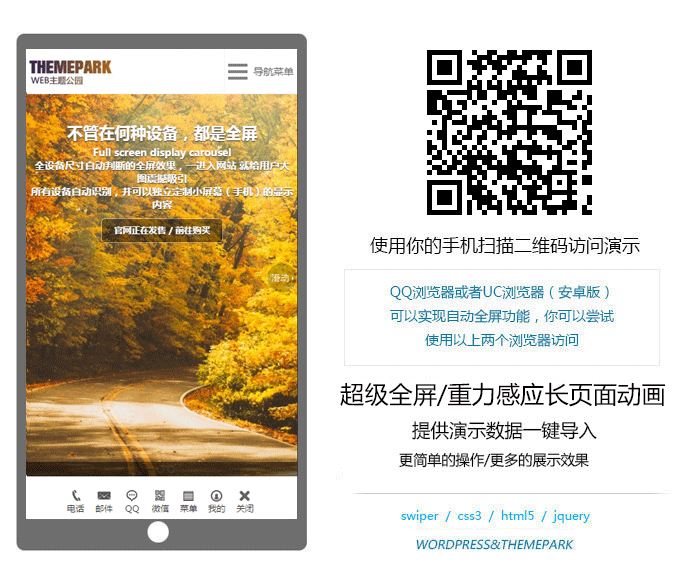 THEMEPARK
WEB主题公园
导航菜单
不管在何种设备，都是全屏
Full screen display carousel
全设备尺寸自动判断的全屏效果，一进入网站 就给用户大
图震撼吸引
所有设备自动识别，并可以独立定制小屏幕（手机）的显示
内容
官网正在发售 / 前往购买
滑动
电话 邮件 QQ 微信 菜单 我的 关闭
使用你的手机扫描二维码访问演示
QQ浏览器或者UC浏览器（安卓版）
可以实现自动全屏功能，你可以尝试
使用以上两个浏览器访问
超级全屏/重力感应长页面动画
提供演示数据一键导入
更简单的操作/更多的展示效果
swiper / css3 / html5 / jquery
WORDPRESS&THEMEPARK